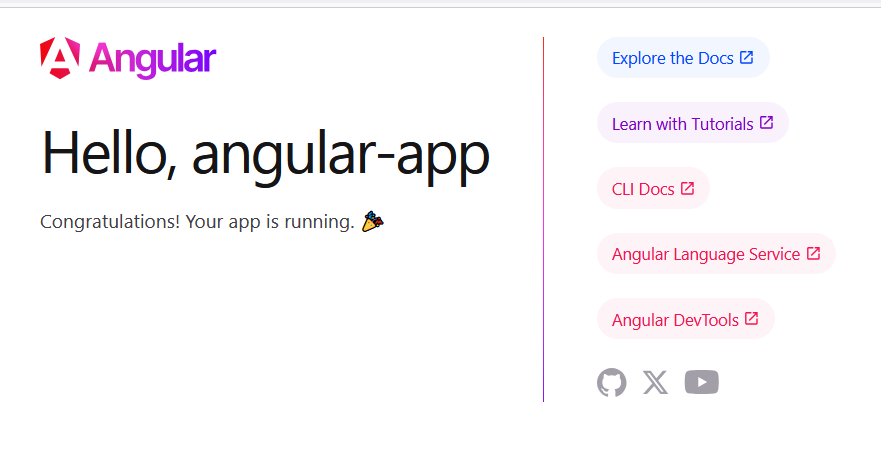 Angular
Hello, angular-app
Congratulations! Your app is running. 🎉
Explore the Docs
Learn with Tutorials
CLI Docs
Angular Language Service
Angular DevTools